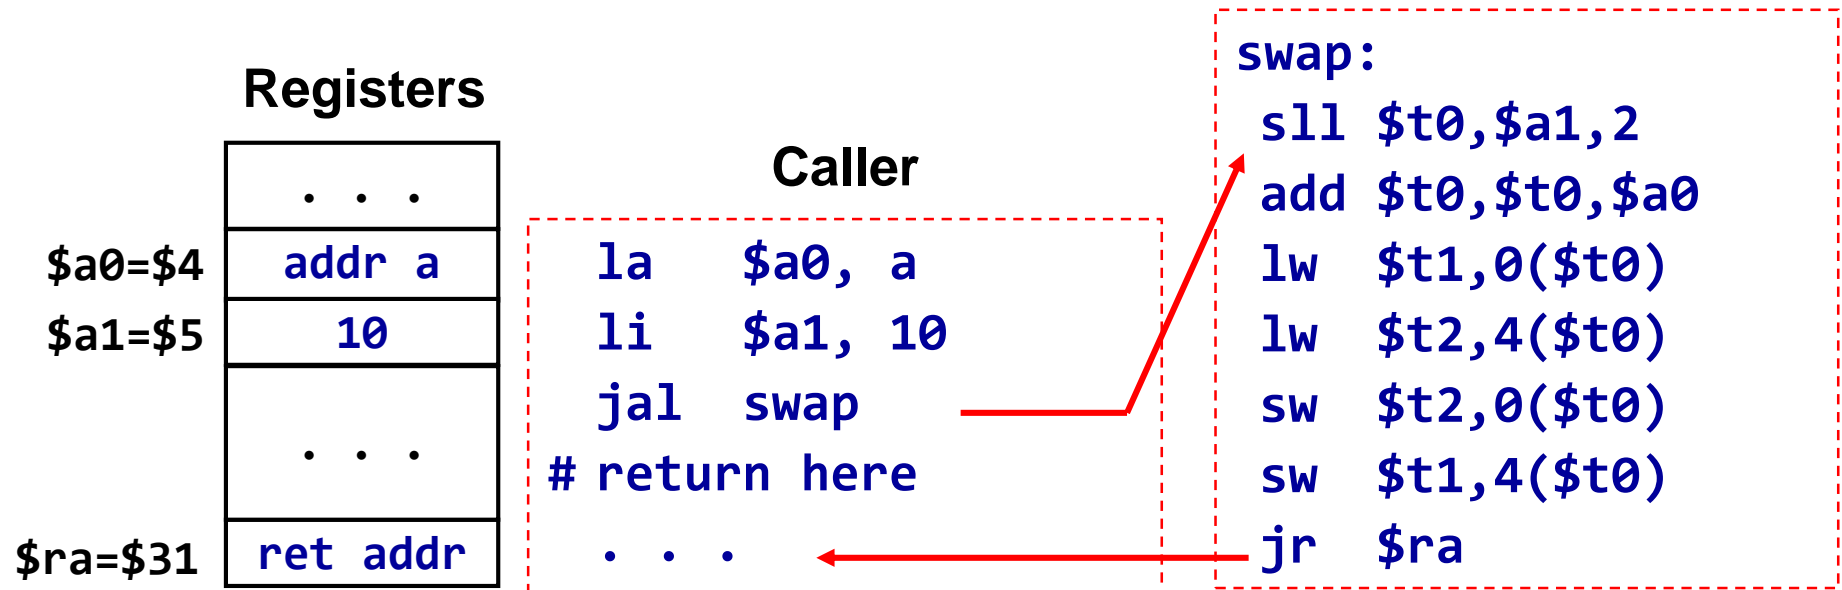 Registers
. . .
$a0=$4 addr a
$a1=$5 10
. . .
$ra=$31 ret addr
Caller
la $a0, a
li $a1, 10
jal swap
# return here
. . .
swap:
sll $t0,$a1,2
add $t0,$t0,$a0
lw $t1,0($t0)
lw $t2,4($t0)
sw $t2,0($t0)
sw $t1,4($t0)
jr $ra